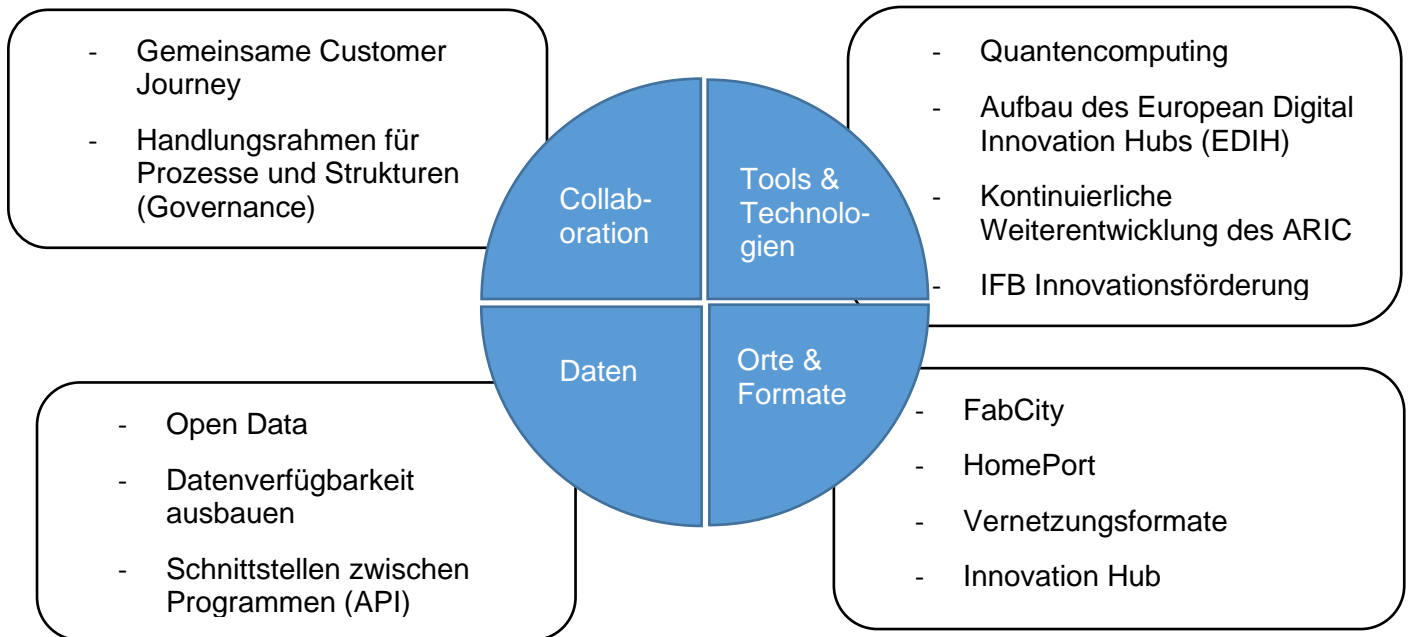 - Gemeinsame Customer
Journey
- Handlungsrahmen für
Prozesse und Strukturen
(Governance)
Collab-
oration
Tools &
Technolo-
gien
- Quantencomputing
- Aufbau des European Digital
Innovation Hubs (EDIH)
- Kontinuierliche
Weiterentwicklung des ARIC
- IFB Innovationsförderung
Daten
Orte &
Formate
- Open Data
- Datenverfügbarkeit
ausbauen
- Schnittstellen zwischen
Programmen (API)
- FabCity
- HomePort
- Vernetzungsformate
- Innovation Hub